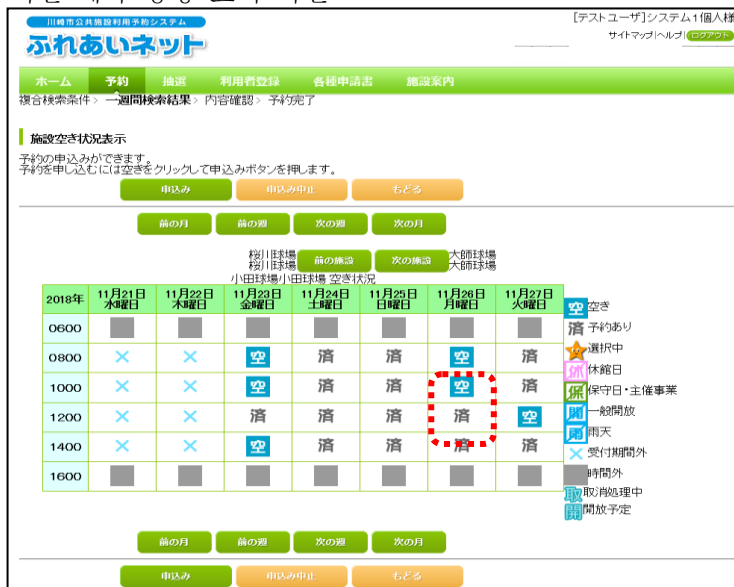 川崎市公共施設利用予約システム
ふれあいネット
[テストユーザ]システム1個人様
サイトマップ|ヘルプ|ログアウト
ホーム 予約 抽選 利用者登録 各種申請書 施設案内
複合検索条件> 一週間検索結果> 内容確認> 予約完了
施設空き状況表示
予約の申込みができます。
予約を申し込むには空きをクリックして申込みボタンを押します。
申込み 申込み中止 もどる
前の月 前の週 次の週 次の月
桜川球場 前の施設 次の施設 大師球場
桜川球場 大師球場
小田球場小田球場 空き状況
2018年 11月21日 11月22日 11月23日 11月24日 11月25日 11月26日 11月27日
水曜日 木曜日 金曜日 土曜日 日曜日 月曜日 火曜日
0600
0800 × × 空 済 済 空 済
1000 × × 空 済 済 空 済
1200 × × 済 済 済 済 空
1400 × × 空 済 済 済 済
1600
空 空き
済 予約あり
選択中
休 休館日
保 保守日・主催事業
開 一般開放
雨 雨天
× 受付期間外
時間外
取 取消処理中
開 開放予定
前の月 前の週 次の週 次の月
申込み 申込み中止 もどる